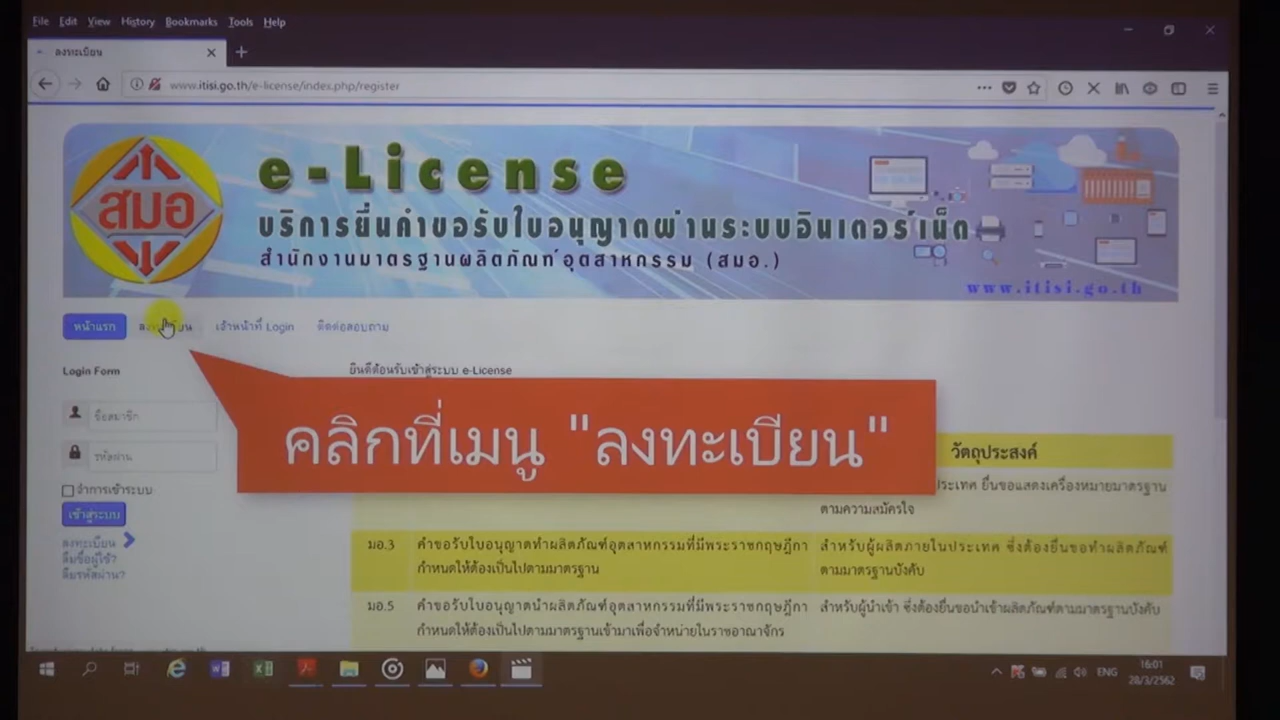 File Edit View History Bookmarks Tools Help
ลงทะเบียน
www.itisi.go.th/e-license/index.php/register
สมอ
e-License
บริการยื่นคำขอรับใบอนุญาตผ่านระบบอินเตอร์เน็ต
สำนักงานมาตรฐานผลิตภัณฑ์อุตสาหกรรม (สมอ.)
www.itisi.go.th
หน้าแรก ลงทะเบียน เจ้าหน้าที่ Login ติดต่อสอบถาม
Login Form
ยินดีต้อนรับเข้าสู่ระบบ e-License
ชื่อสมาชิก
รหัสผ่าน
จำการเข้าระบบ
เข้าสู่ระบบ
ลงทะเบียน
ลืมชื่อผู้ใช้?
ลืมรหัสผ่าน?
คลิกที่เมนู "ลงทะเบียน"
วัตถุประสงค์
ประเทศ ยื่นขอแสดงเครื่องหมายมาตรฐาน
ตามความสมัครใจ
มอ.3 คำขอรับใบอนุญาตทำผลิตภัณฑ์อุตสาหกรรมที่มีพระราชกฤษฎีกา สำหรับผู้ผลิตภายในประเทศ ซึ่งต้องยื่นขอทำผลิตภัณฑ์
กำหนดให้ต้องเป็นไปตามมาตรฐาน ตามมาตรฐานบังคับ
มอ.5 คำขอรับใบอนุญาตนำผลิตภัณฑ์อุตสาหกรรมที่มีพระราชกฤษฎีกา สำหรับผู้นำเข้า ซึ่งต้องยื่นขอนำเข้าผลิตภัณฑ์ตามมาตรฐานบังคับ
กำหนดให้ต้องเป็นไปตามมาตรฐานเข้ามาเพื่อจำหน่ายในราชอาณาจักร
ENG
16:01
28/3/2562